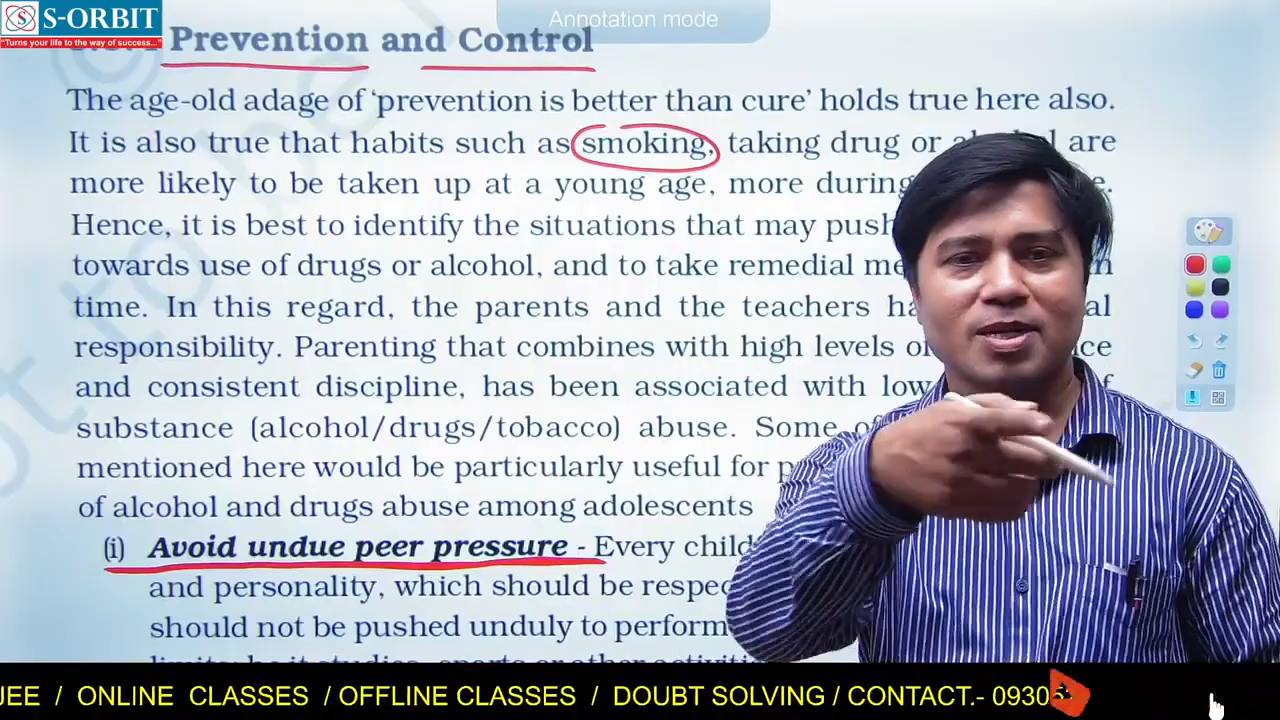 S-ORBIT
"Turns your life to the way of success..."
Annotation mode
Prevention and Control
The age-old adage of 'prevention is better than cure' holds true here also.
It is also true that habits such as smoking, taking drug or are
more likely to be taken up at a young age, more during
Hence, it is best to identify the situations that may push
towards use of drugs or alcohol, and to take remedial
time. In this regard, the parents and the teachers
responsibility. Parenting that combines with high levels
and consistent discipline, has been associated with
substance (alcohol/drugs/tobacco) abuse. Some
mentioned here would be particularly useful for
of alcohol and drugs abuse among adolescents
(i) Avoid undue peer pressure - Every child
and personality, which should be
should not be pushed unduly to perform
JEE / ONLINE CLASSES / OFFLINE CLASSES / DOUBT SOLVING / CONTACT.- 0930